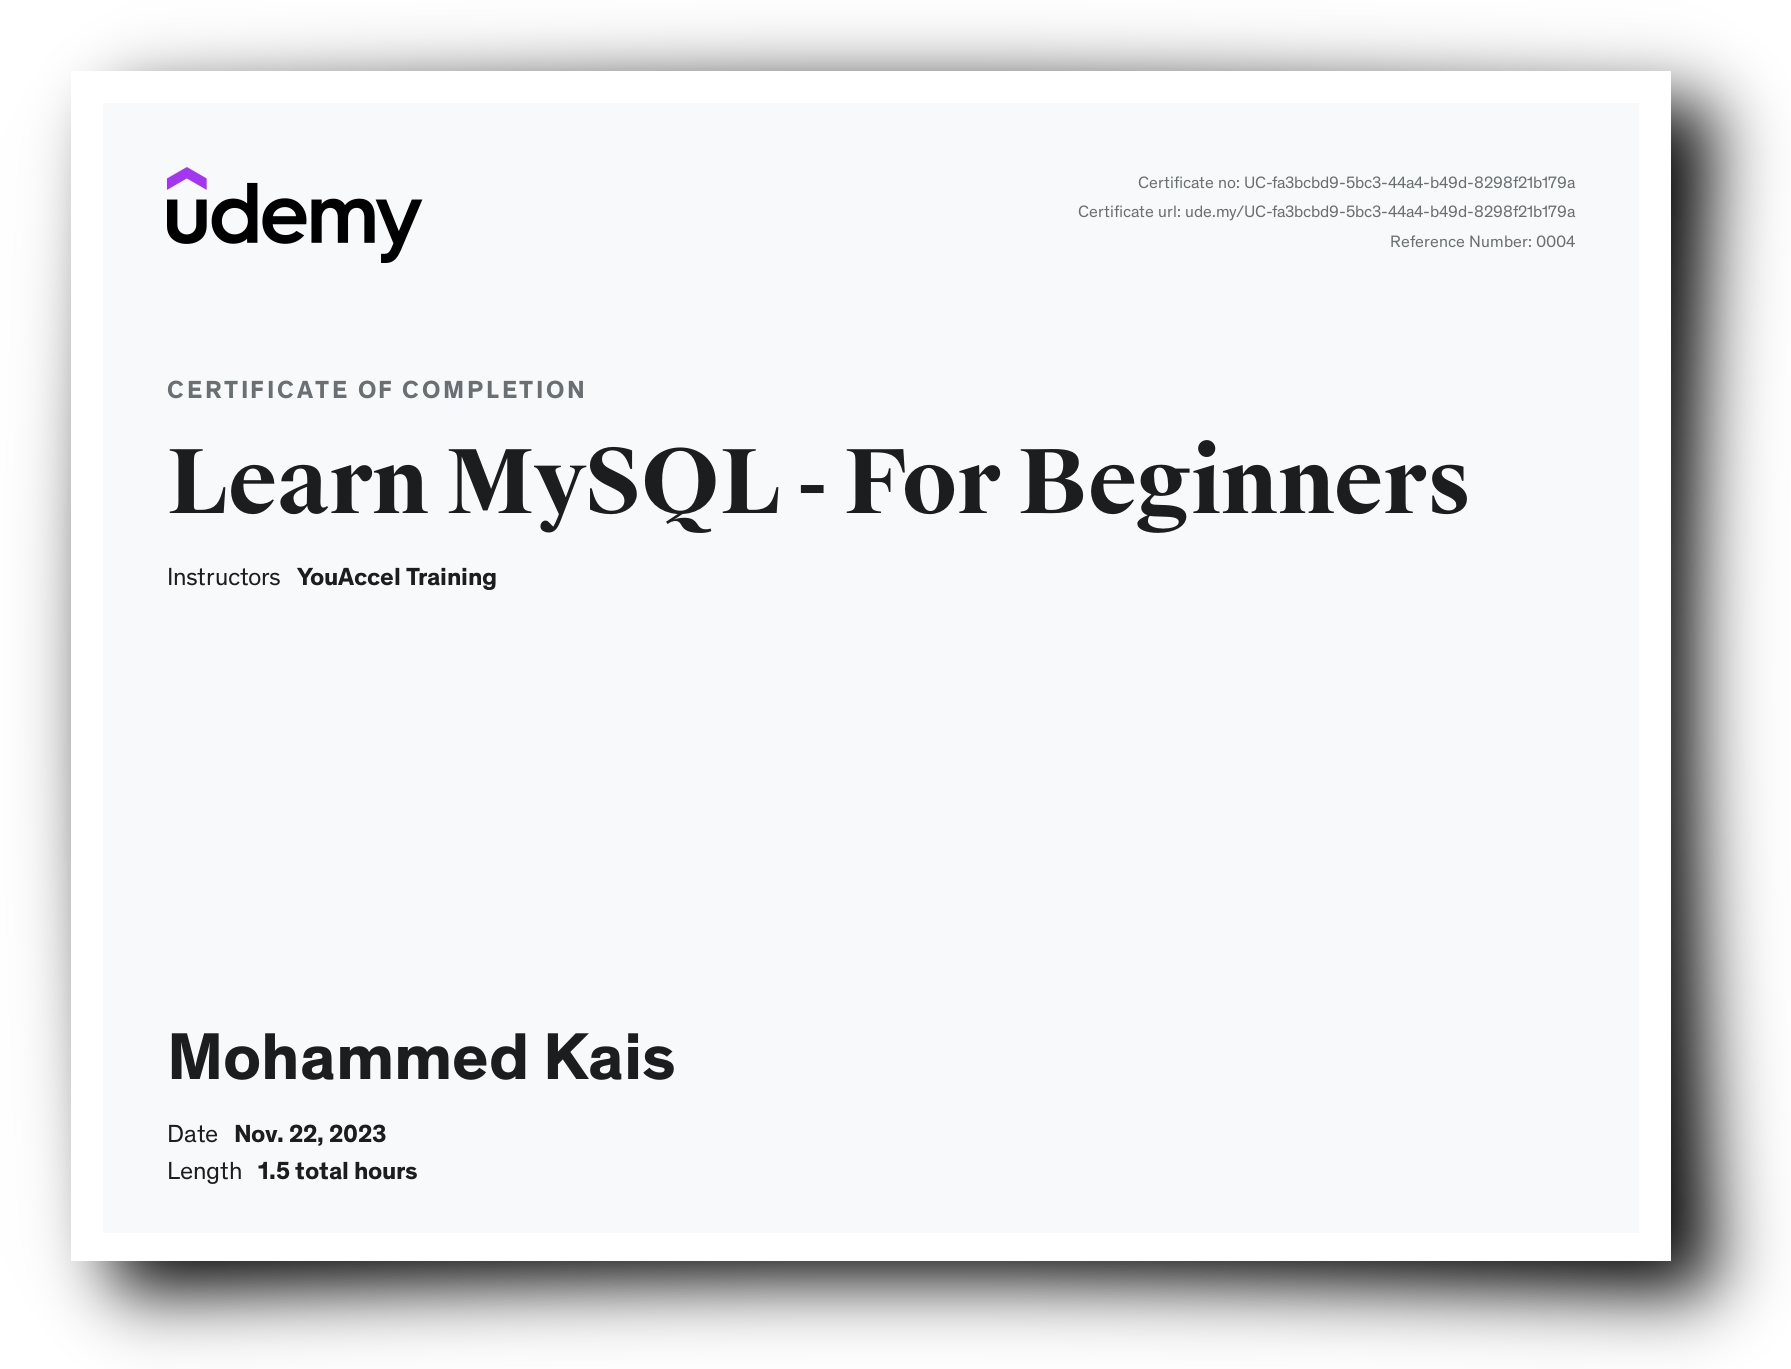 udemy
Certificate no: UC-fa3bcbd9-5bc3-44a4-b49d-8298f21b179a
Certificate url: ude.my/UC-fa3bcbd9-5bc3-44a4-b49d-8298f21b179a
Reference Number: 0004
CERTIFICATE OF COMPLETION
Learn MySQL - For Beginners
Instructors YouAccel Training
Mohammed Kais
Date Nov. 22, 2023
Length 1.5 total hours